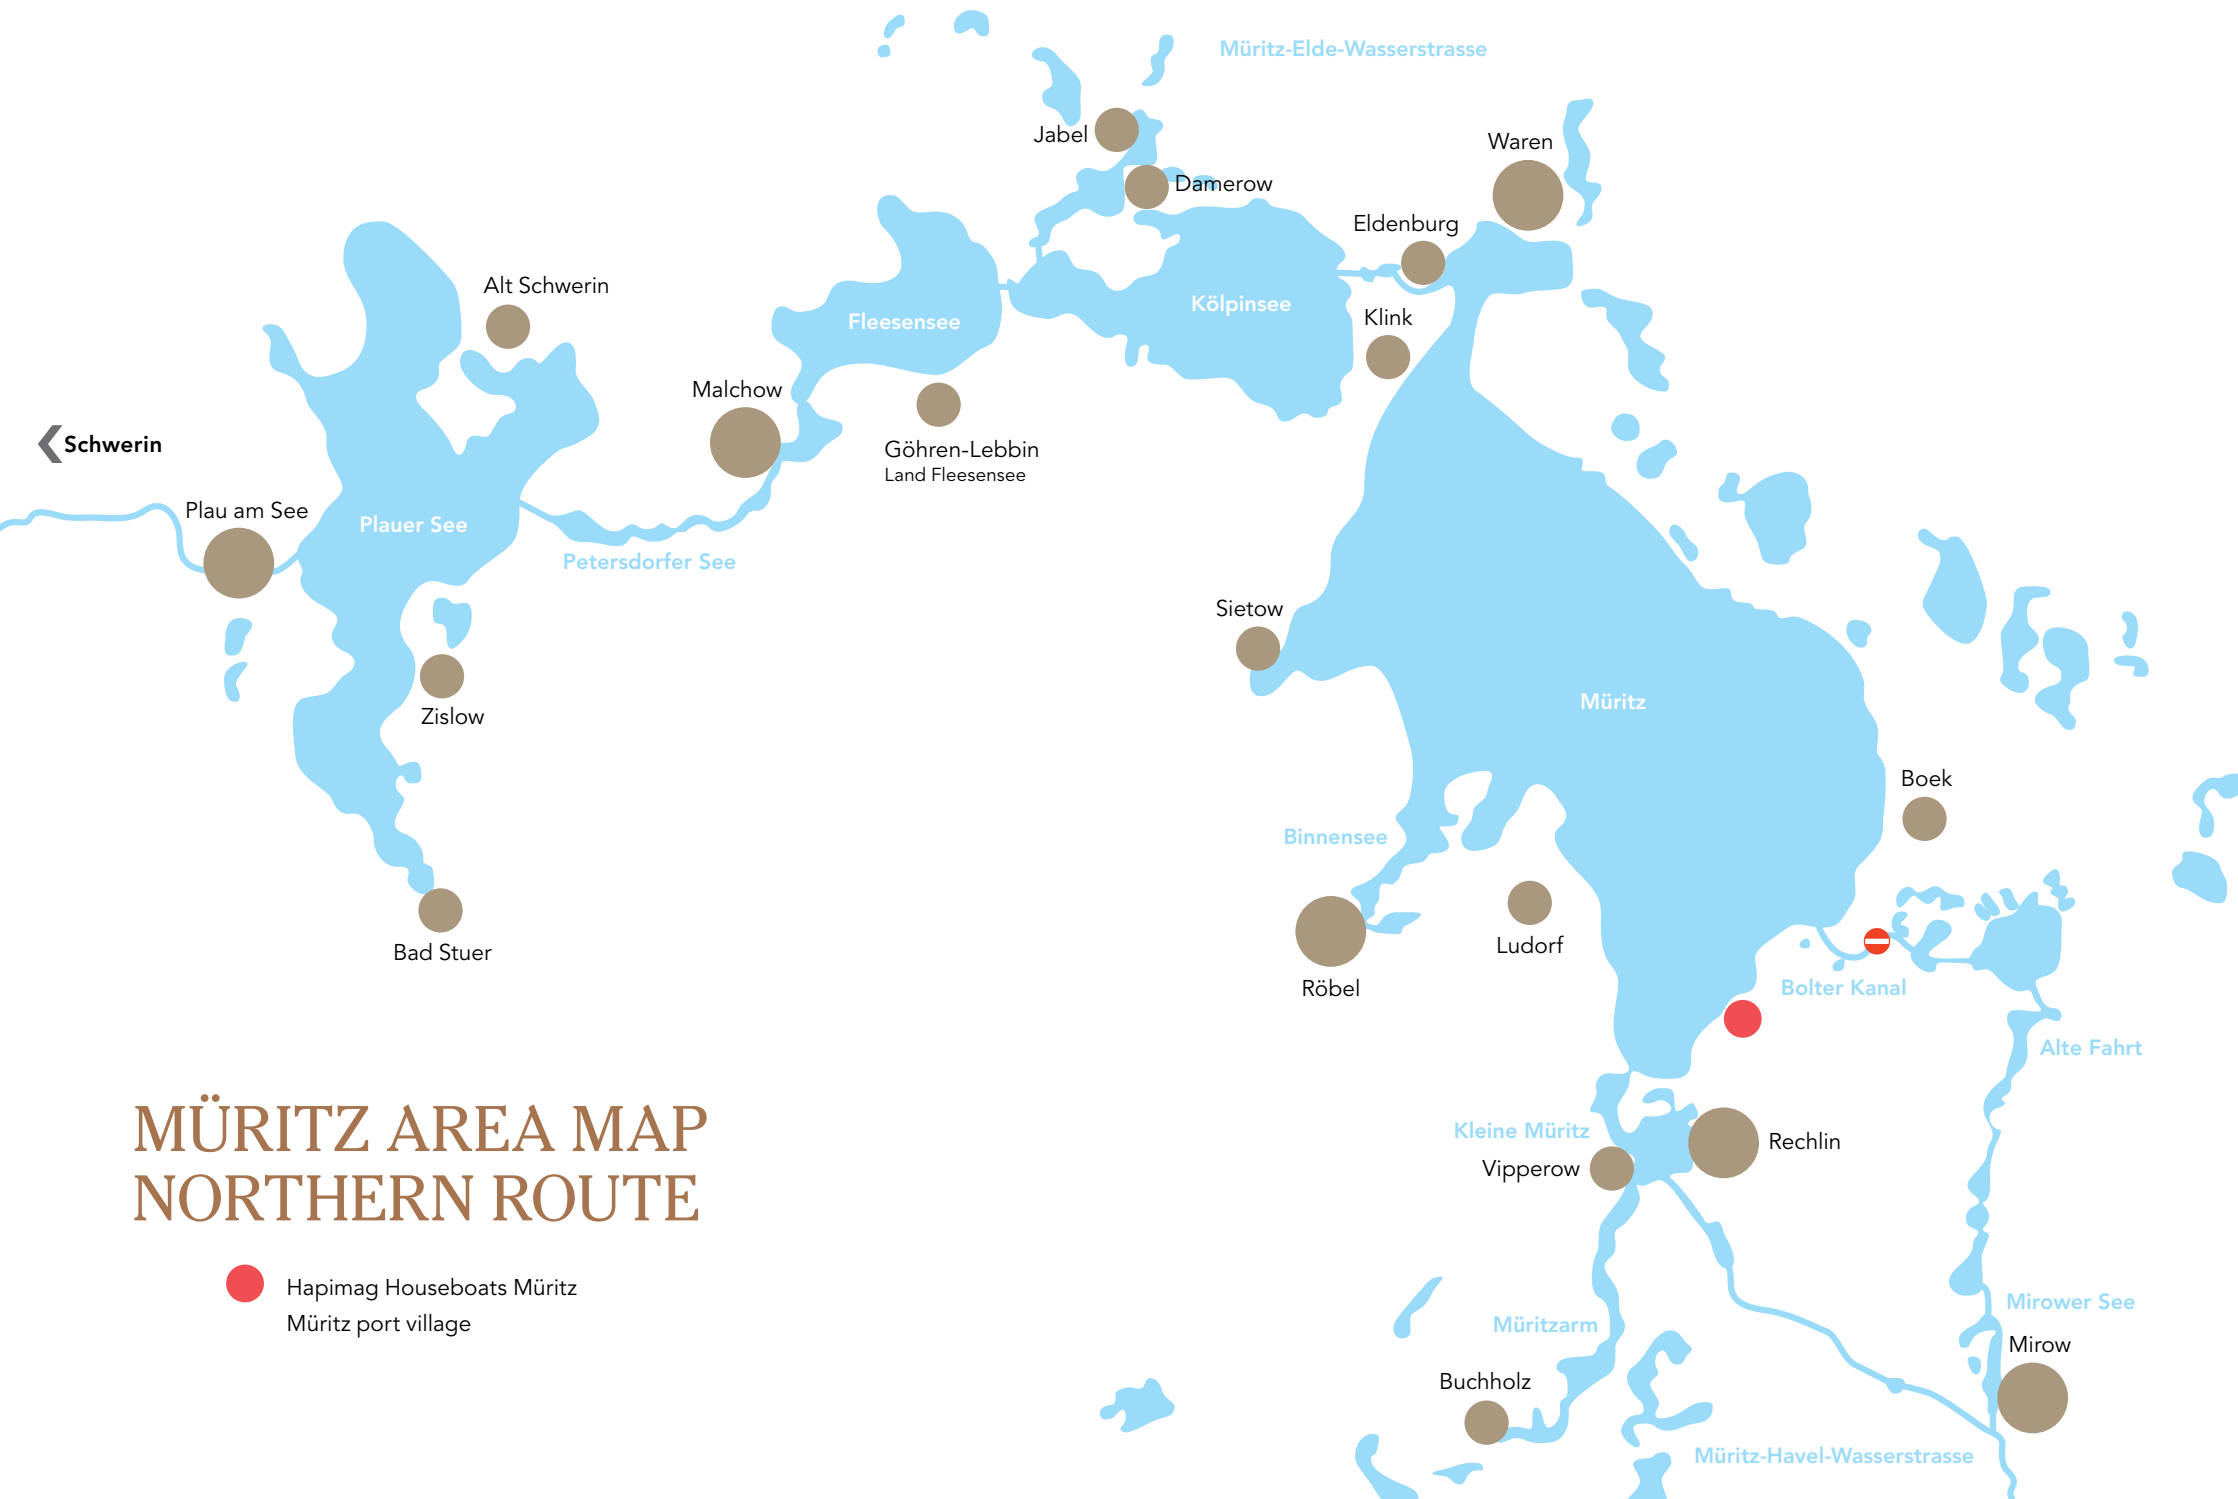 Müritz-Elde-Wasserstrasse
Jabel
Waren
Damerow
Eldenburg
Alt Schwerin
Kölpinsee
Fleesensee
Klink
Malchow
Schwerin
Göhren-Lebbin
Land Fleesensee
Plau am See
Plauer See
Petersdorfer See
Sietow
Müritz
Zislow
Boek
Binnensee
Ludorf
Bad Stuer
Röbel
Bolter Kanal
Alte Fahrt
MÜRITZ AREA MAP
NORTHERN ROUTE
Kleine Müritz
Rechlin
Vipperow
Hapimag Houseboats Müritz
Müritz port village
Mirower See
Müritzarm
Mirow
Buchholz
Müritz-Havel-Wasserstrasse